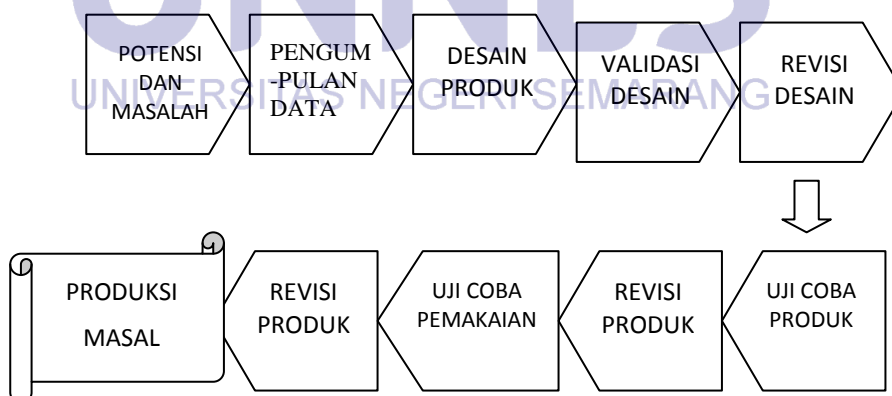 UNNES
POTENSI
DAN
MASALAH
PENGUM
-PULAN
DATA
DESAIN
PRODUK
VALIDASI
DESAIN
REVISI
DESAIN
UNIVERSITAS NEGERI SEMARANG
PRODUKSI
MASAL
REVISI
PRODUK
UJI COBA
PEMAKAIAN
REVISI
PRODUK
UJI COBA
PRODUK